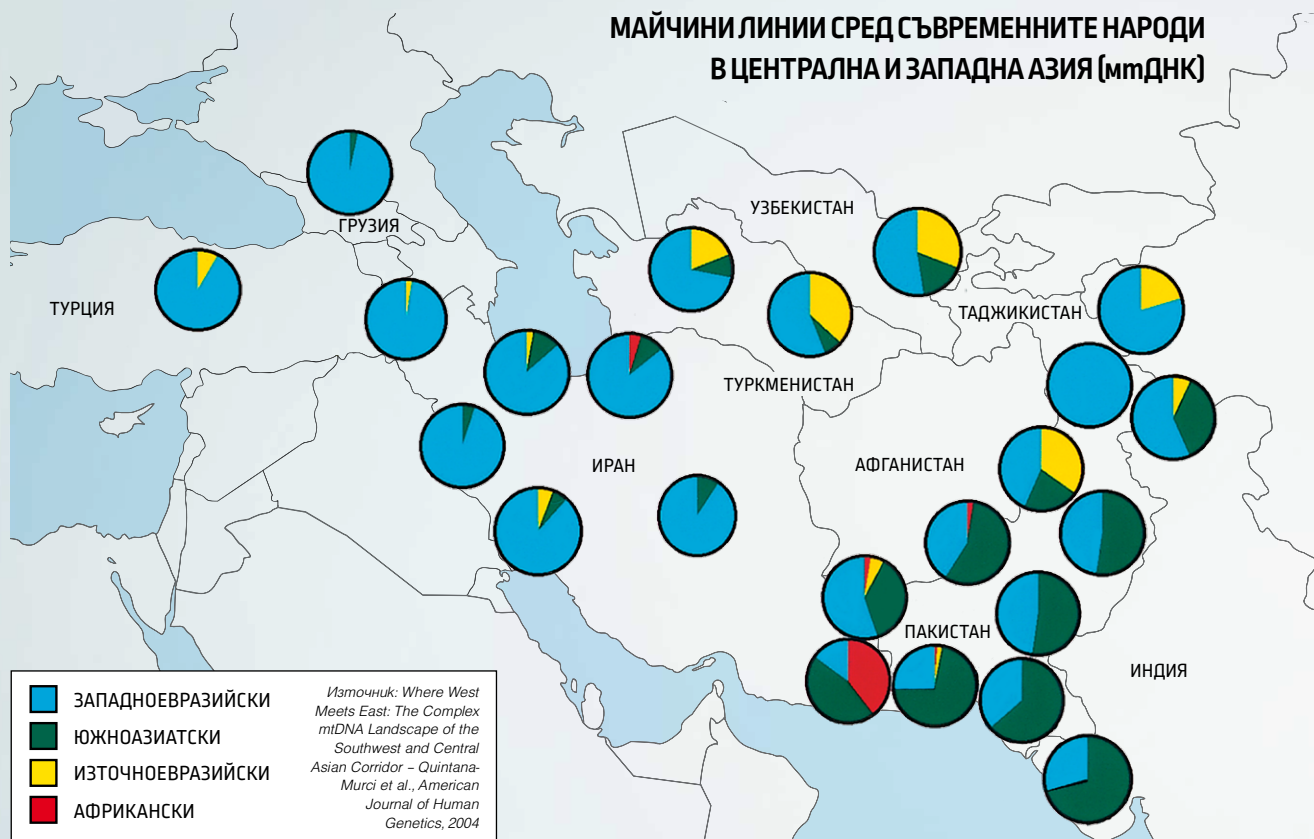 МАЙЧИНИ ЛИНИИ СРЕД СЪВРЕМЕННИТЕ НАРОДИ
В ЦЕНТРАЛНА И ЗАПАДНА АЗИЯ (мтДНК)
УЗБЕКИСТАН
ГРУЗИЯ
ТУРЦИЯ
ТАДЖИКИСТАН
ТУРКМЕНИСТАН
ИРАН
АФГАНИСТАН
ПАКИСТАН
ИНДИЯ
ЗАПАДНОЕВРАЗИЙСКИ
ЮЖНОАЗИАТСКИ
ИЗТОЧНОЕВРАЗИЙСКИ
АФРИКАНСКИ
Източник: Where West
Meets East: The Complex
mtDNA Landscape of the
Southwest and Central
Asian Corridor – Quintana-
Murci et al., American
Journal of Human
Genetics, 2004